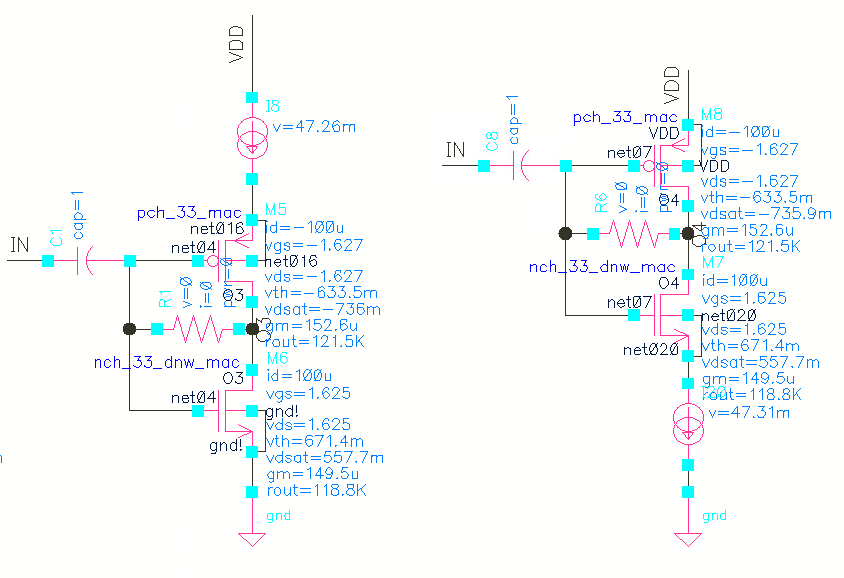 VDD
I8
v=47.26m
cap=1
C1
IN
pch_33_mac
M5
net016
id=-100u
vgs=-1.627
net04
net016
vds=-1.627
vth=-633.5m
vdsat=-736m
gm=152.6u
rout=121.5K
R1
v=0
i=0
O3
nch_33_dnw_mac
M6
O3
id=100u
vgs=1.625
net04
gnd!
vds=1.625
vth=671.4m
gnd!
vdsat=557.7m
gm=149.5u
rout=118.8K
gnd
VDD
cap=1
C8
IN
pch_33_mac
M8
VDD
id=-100u
vgs=-1.627
net07
VDD
vds=-1.627
vth=-633.5m
vdsat=-735.9m
gm=152.6u
rout=121.5K
R6
v=0
i=0
O4
nch_33_dnw_mac
M7
O4
id=100u
vgs=1.625
net07
net020
vds=1.625
vth=671.4m
net020
vdsat=557.7m
gm=149.5u
rout=118.8K
v=47.31m
gnd